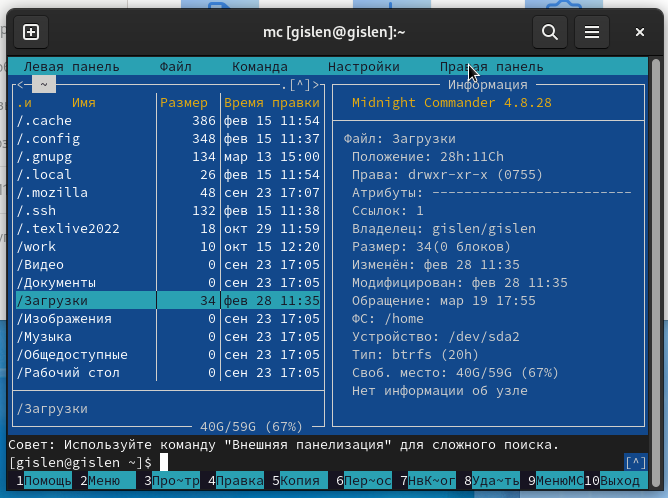 mc [gislen@gislen]:~
Левая панель Файл Команда Настройки Правая панель
<─ ~ .[^]> Информация
.и Имя Размер Время правки Midnight Commander 4.8.28
/.cache 386 фев 15 11:54
/.config 348 фев 15 11:37 Файл: Загрузки
/.gnupg 134 мар 13 15:00 Положение: 28h:11Ch
/.local 26 фев 15 11:54 Права: drwxr-xr-x (0755)
/.mozilla 48 сен 23 17:07 Атрибуты: -------------------------
/.ssh 132 фев 15 11:38 Ссылок: 1
/.texlive2022 18 окт 29 11:59 Владелец: gislen/gislen
/work 10 окт 15 12:20 Размер: 34(0 блоков)
/Видео 0 сен 23 17:05 Изменён: фев 28 11:35
/Документы 0 сен 23 17:05 Модифицирован: фев 28 11:35
/Загрузки 34 фев 28 11:35 Обращение: мар 19 17:55
/Изображения 0 сен 23 17:05 ФС: /home
/Музыка 0 сен 23 17:05 Устройство: /dev/sda2
/Общедоступные 0 сен 23 17:05 Тип: btrfs (20h)
/Рабочий стол 0 сен 23 17:05 Своб. место: 40G/59G (67%)
Нет информации об узле
/Загрузки
40G/59G (67%)
Совет: Используйте команду "Внешняя панелизация" для сложного поиска.
[gislen@gislen ~]$ [^]
1Помощь 2Меню 3Про~тр 4Правка 5Копия 6Пер~ос 7НвК~ог 8Уда~ть 9МенюМС 10Выход